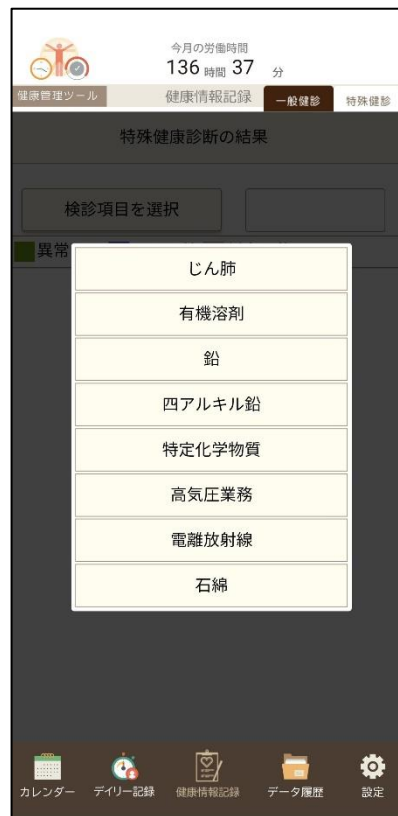 今月の労働時間
136 時間 37 分
健康管理ツール 健康情報記録 一般健診 特殊健診
特殊健康診断の結果
検診項目を選択
異常
じん肺
有機溶剤
鉛
四アルキル鉛
特定化学物質
高気圧業務
電離放射線
石綿
カレンダー デイリー記録 健康情報記録 データ履歴 設定